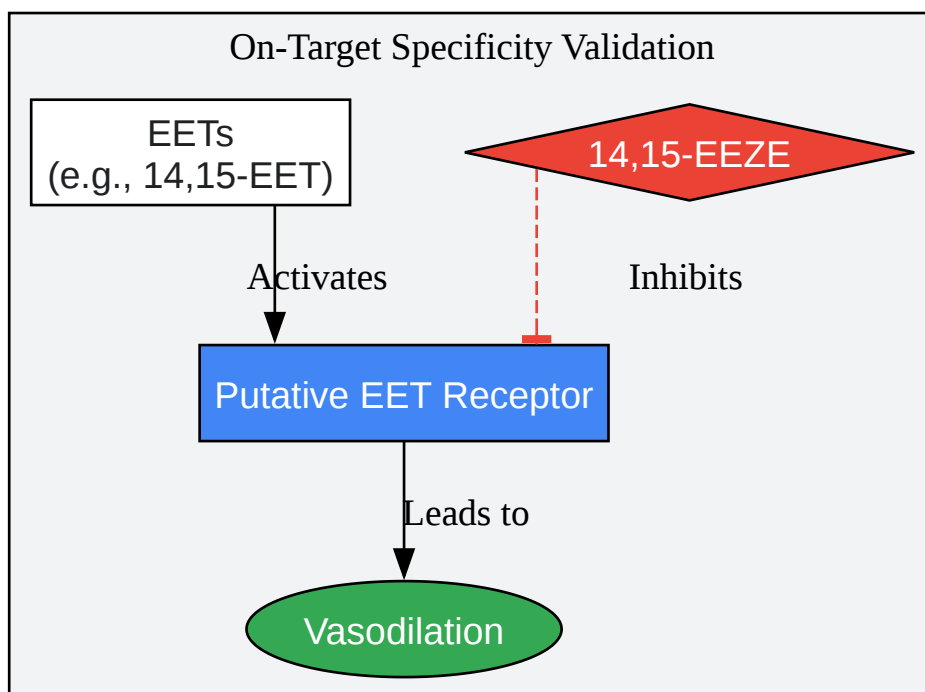 On-Target Specificity Validation
EETs
(e.g., 14,15-EET)
14,15-EEZE
Activates
Inhibits
Putative EET Receptor
Leads to
Vasodilation